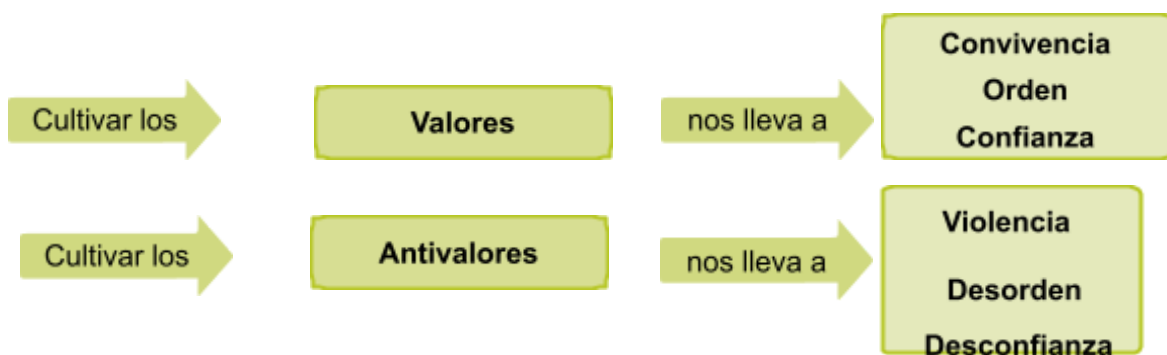 Cultivar los
Valores
nos lleva a
Convivencia
Orden
Confianza
Cultivar los
Antivalores
nos lleva a
Violencia
Desorden
Desconfianza